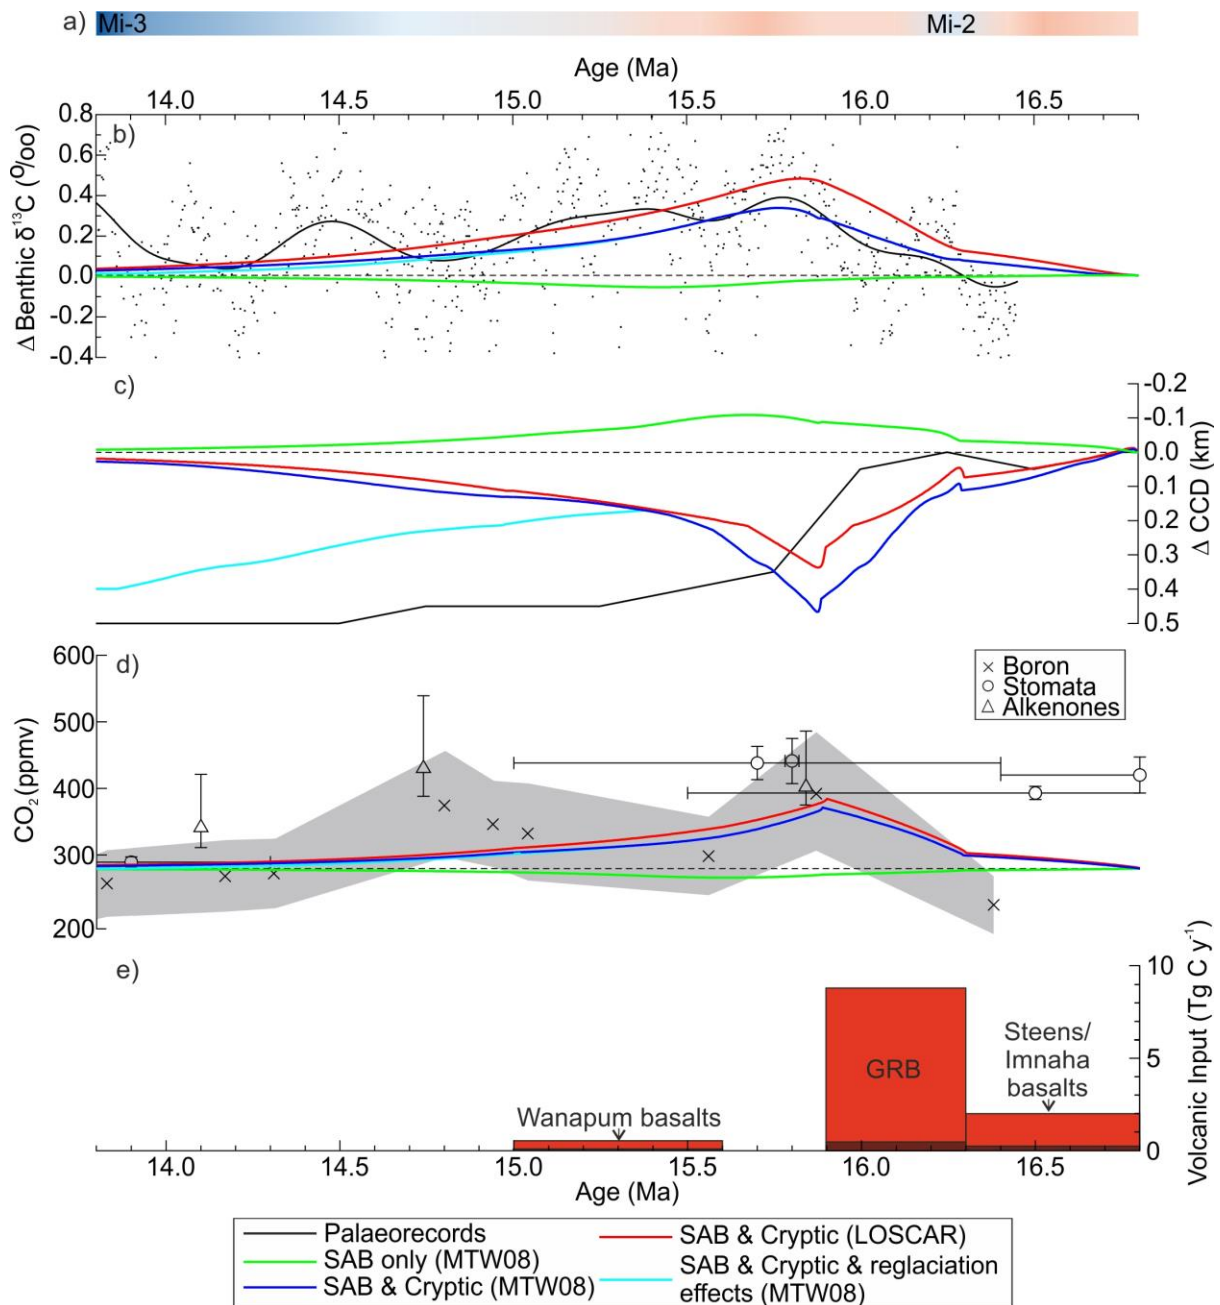 a) Mi-3 Mi-2
Age (Ma)
14.0 14.5 15.0 15.5 16.0 16.5
b)
Δ Benthic δ¹³C (⁰/₀₀)
0.8
0.6
0.4
0.2
0.0
-0.2
-0.4
c)
Δ CCD (km)
-0.2
-0.1
0.0
0.1
0.2
0.3
0.4
0.5
d)
CO₂ (ppmv)
600
500
400
300
200
× Boron
○ Stomata
△ Alkenones
e)
Volcanic Input (Tg C y⁻¹)
10
5
0
Wanapum basalts
GRB
Steens/
Imnaha
basalts
14.0 14.5 15.0 15.5 16.0 16.5
Age (Ma)
Palaeorecords
SAB only (MTW08)
SAB & Cryptic (MTW08)
SAB & Cryptic (LOSCAR)
SAB & Cryptic & reglaciation
effects (MTW08)